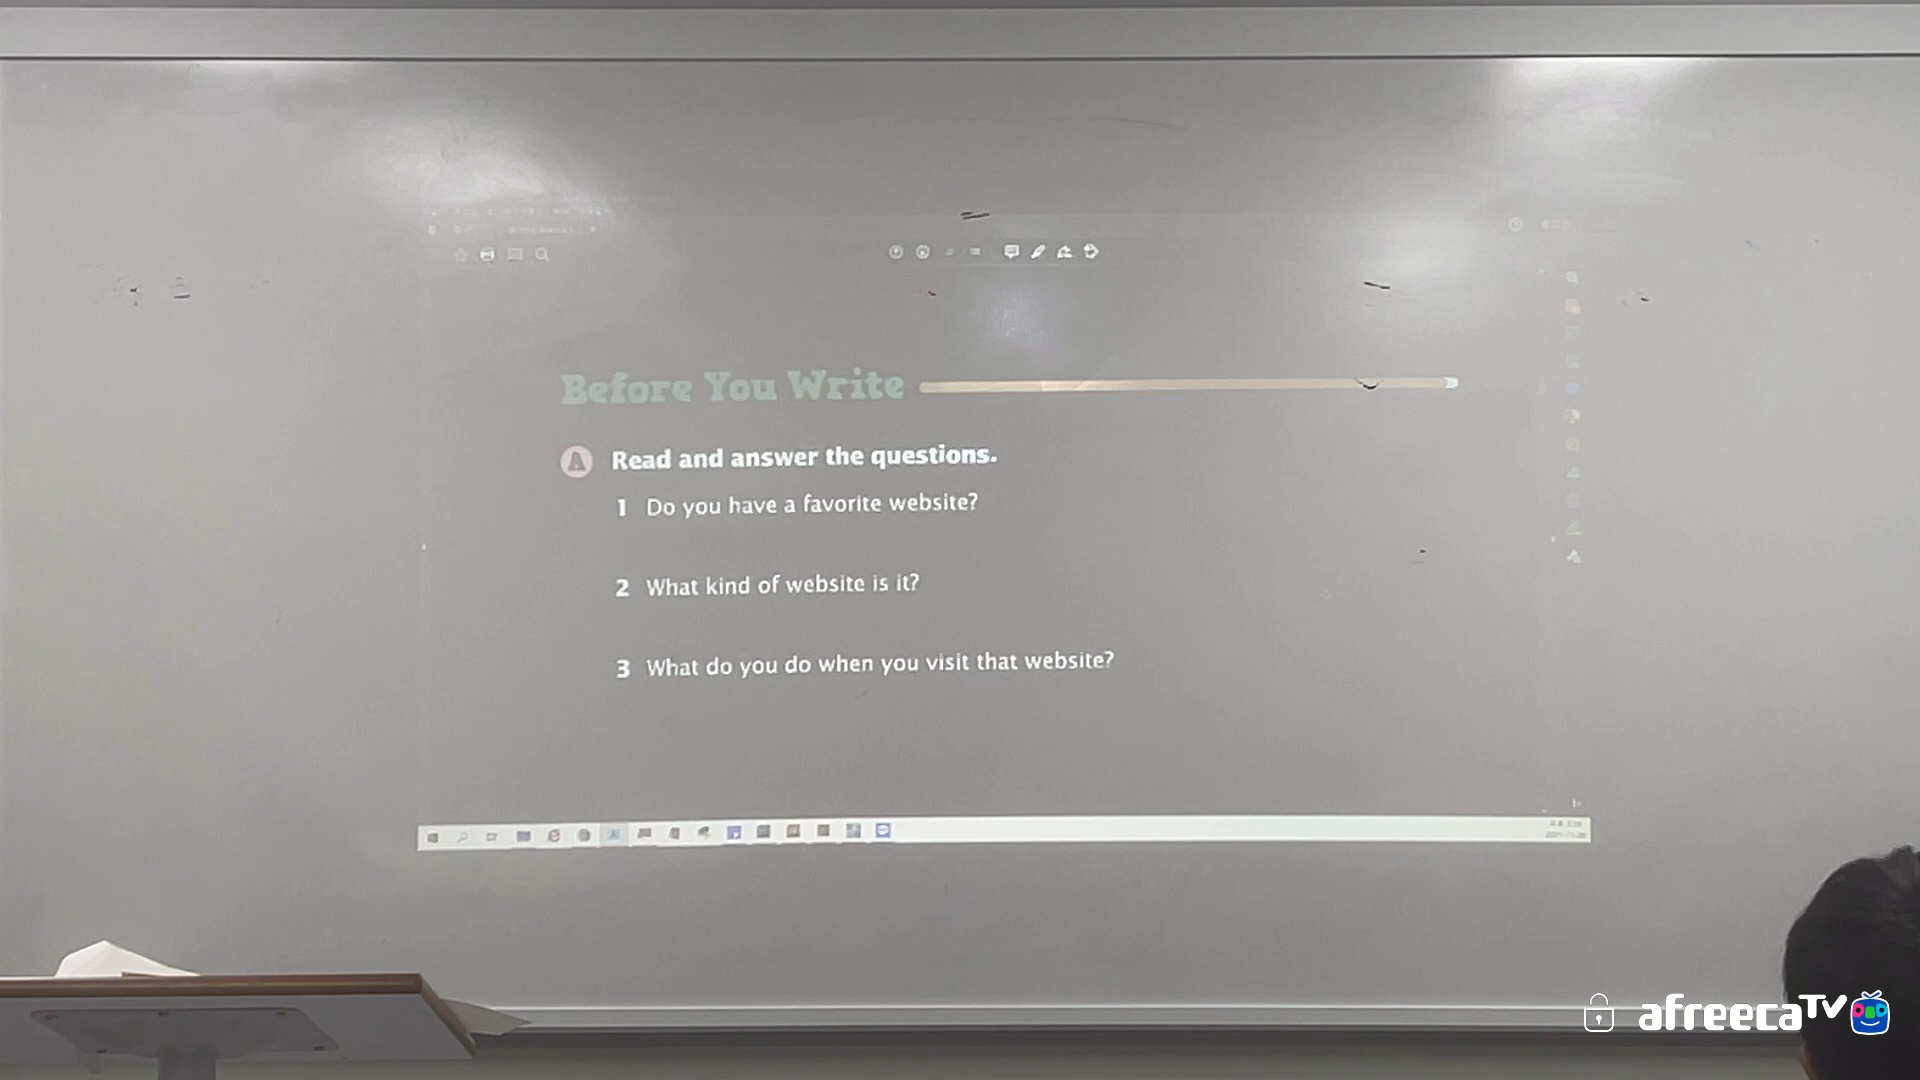 Before You Write
A Read and answer the questions.
1 Do you have a favorite website?
2 What kind of website is it?
3 What do you do when you visit that website?
afreecaTV